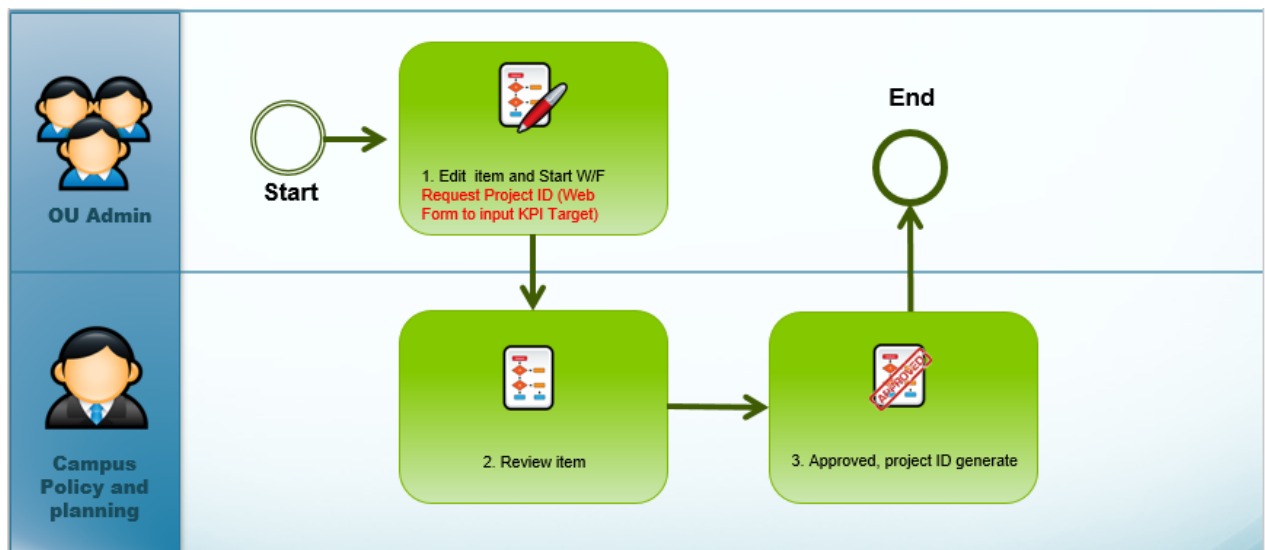 OU Admin
Start
1. Edit item and Start W/F
Request Project ID (Web
Form to input KPI Target)
End
Campus
Policy and
planning
2. Review item
APPROVED
3. Approved, project ID generate